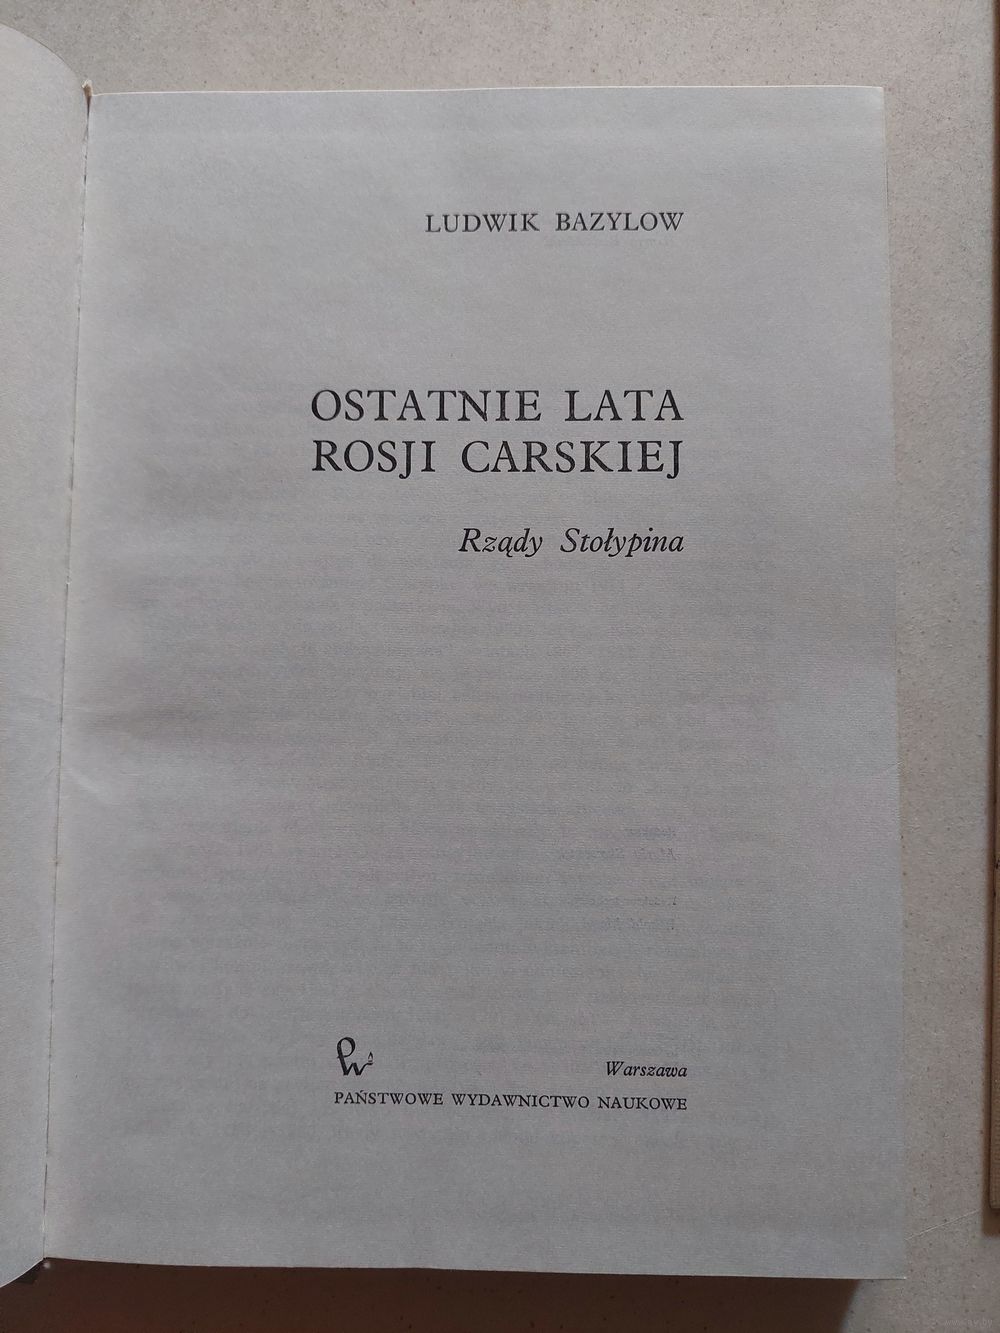 LUDWIK BAZYLOW
OSTATNIE LATA
ROSJI CARSKIEJ
Rządy Stołypina
Warszawa
PAŃSTWOWE WYDAWNICTWO NAUKOWE